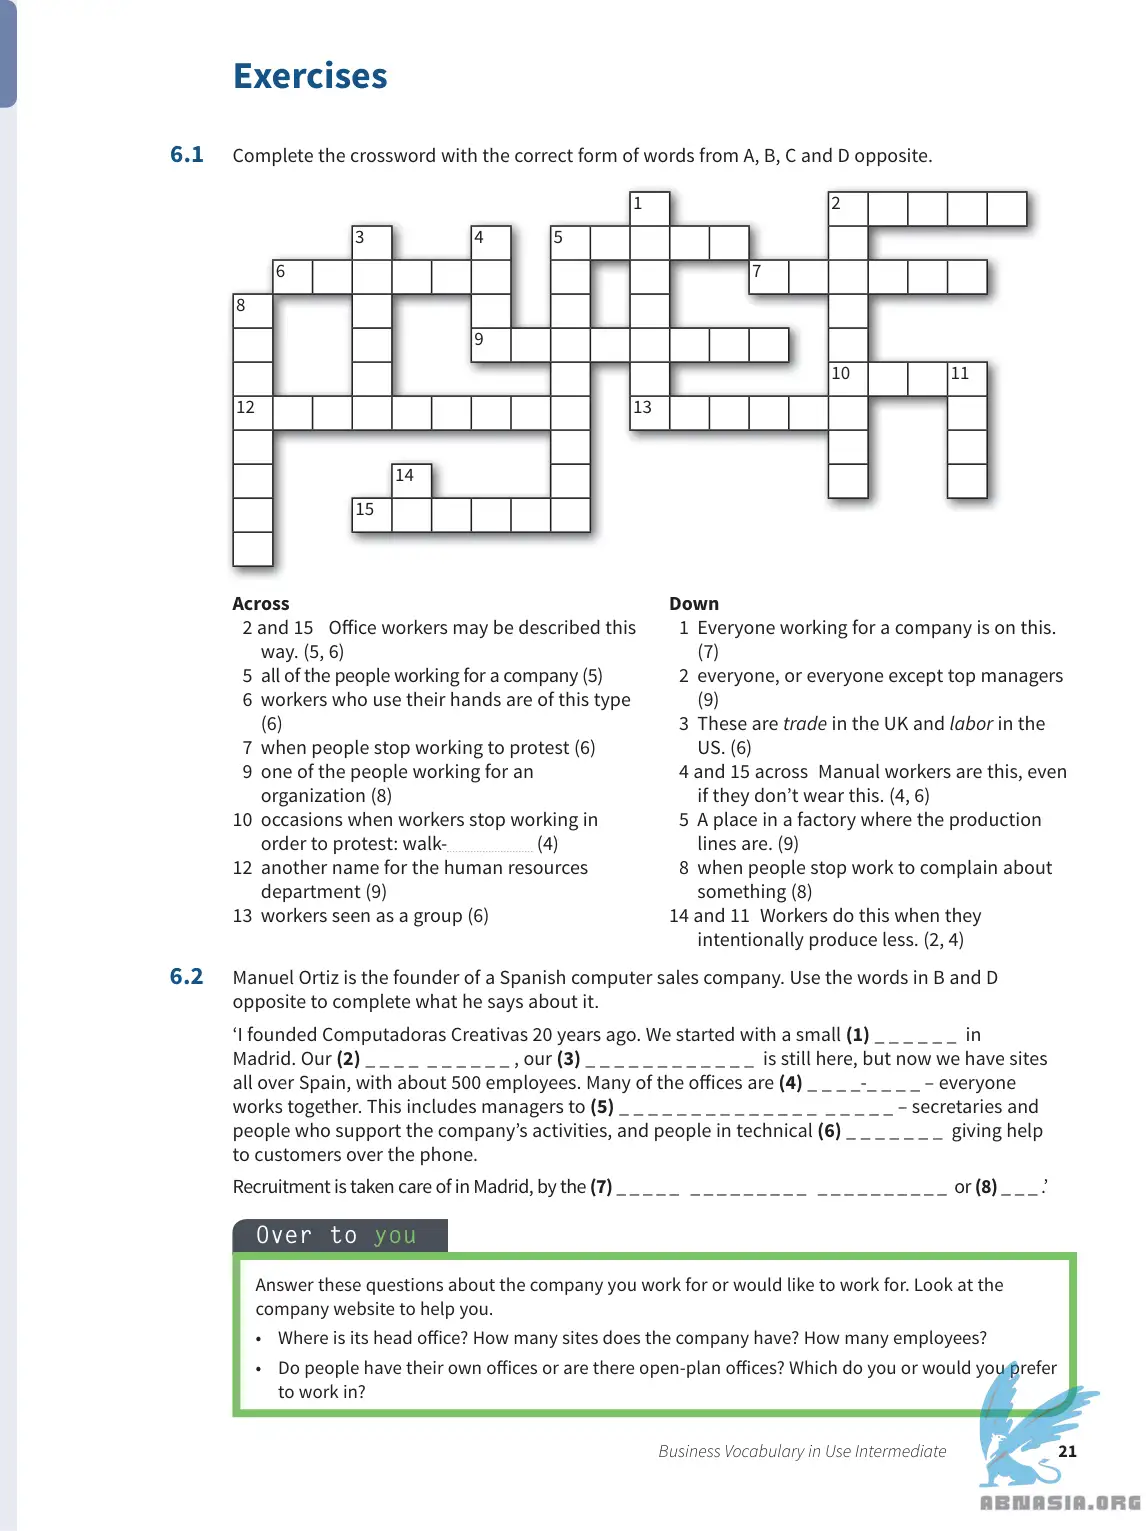 Exercises
6.1 Complete the crossword with the correct form of words from A, B, C and D opposite.
1 2
3 4 5
6 7
8
9
10 11
12 13
14
15
Across
2 and 15 Office workers may be described this
way. (5, 6)
5 all of the people working for a company (5)
6 workers who use their hands are of this type
(6)
7 when people stop working to protest (6)
9 one of the people working for an
organization (8)
10 occasions when workers stop working in
order to protest: walk-.................... (4)
12 another name for the human resources
department (9)
13 workers seen as a group (6)
Down
1 Everyone working for a company is on this.
(7)
2 everyone, or everyone except top managers
(9)
3 These are trade in the UK and labor in the
US. (6)
4 and 15 across Manual workers are this, even
if they don't wear this. (4, 6)
5 A place in a factory where the production
lines are. (9)
8 when people stop work to complain about
something (8)
14 and 11 Workers do this when they
intentionally produce less. (2, 4)
6.2 Manuel Ortiz is the founder of a Spanish computer sales company. Use the words in B and D
opposite to complete what he says about it.
‘I founded Computadoras Creativas 20 years ago. We started with a small (1) _ _ _ _ _ _ in
Madrid. Our (2) _ _ _ _ _ _ _ _ _ _ , our (3) _ _ _ _ _ _ _ _ _ _ _ _ is still here, but now we have sites
all over Spain, with about 500 employees. Many of the offices are (4) _ _ _ _-_ _ _ _ – everyone
works together. This includes managers to (5) _ _ _ _ _ _ _ _ _ _ _ _ _ _ _ _ _ _ _ – secretaries and
people who support the company’s activities, and people in technical (6) _ _ _ _ _ _ _ giving help
to customers over the phone.
Recruitment is taken care of in Madrid, by the (7) _ _ _ _ _ _ _ _ _ _ _ _ _ _ _ _ _ _ _ _ _ _ _ _ or (8) _ _ _ .’
Over to you
Answer these questions about the company you work for or would like to work for. Look at the
company website to help you.
• Where is its head office? How many sites does the company have? How many employees?
• Do people have their own offices or are there open-plan offices? Which do you or would you prefer
to work in?
Business Vocabulary in Use Intermediate 21
ABNASIA.ORG